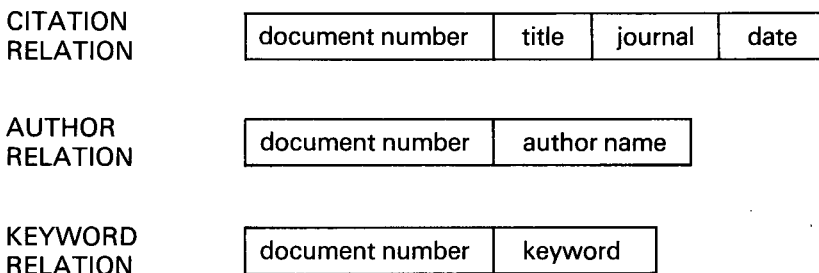 CITATION
RELATION
document number title journal date
AUTHOR
RELATION
document number author name
KEYWORD
RELATION
document number keyword